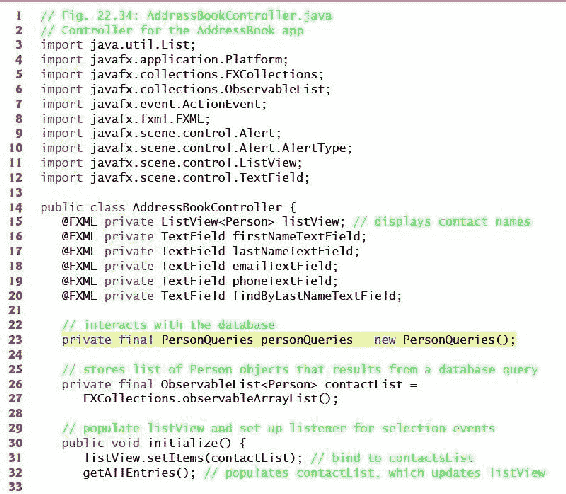 1 // Fig. 22.34: AddressBookController.java
2 // Controller for the AddressBook app
3 import java.util.List;
4 import javafx.application.Platform;
5 import javafx.collections.FXCollections;
6 import javafx.collections.ObservableList;
7 import javafx.event.ActionEvent;
8 import javafx.fxml.FXML;
9 import javafx.scene.control.Alert;
10 import javafx.scene.control.Alert.AlertType;
11 import javafx.scene.control.ListView;
12 import javafx.scene.control.TextField;
13
14 public class AddressBookController {
15 @FXML private ListView<Person> listView; // displays contact names
16 @FXML private TextField firstNameTextField;
17 @FXML private TextField lastNameTextField;
18 @FXML private TextField emailTextField;
19 @FXML private TextField phoneTextField;
20 @FXML private TextField findByLastNameTextField;
21
22 // interacts with the database
23 private final PersonQueries personQueries = new PersonQueries();
24
25 // stores list of Person objects that results from a database query
26 private final ObservableList<Person> contactList =
27 FXCollections.observableArrayList();
28
29 // populate listView and set up listener for selection events
30 public void initialize() {
31 listView.setItems(contactList); // bind to contactsList
32 getAllEntries(); // populates contactList, which updates listView
33